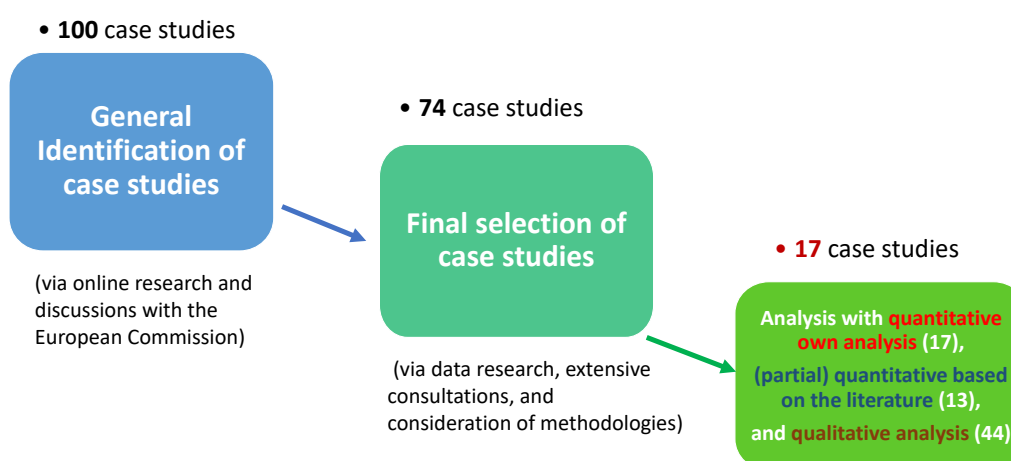 • 100 case studies
General
Identification of
case studies
(via online research and
discussions with the
European Commission)
• 74 case studies
Final selection of
case studies
(via data research, extensive
consultations, and
consideration of methodologies)
• 17 case studies
Analysis with quantitative
own analysis (17),
(partial) quantitative based
on the literature (13),
and qualitative analysis (44)